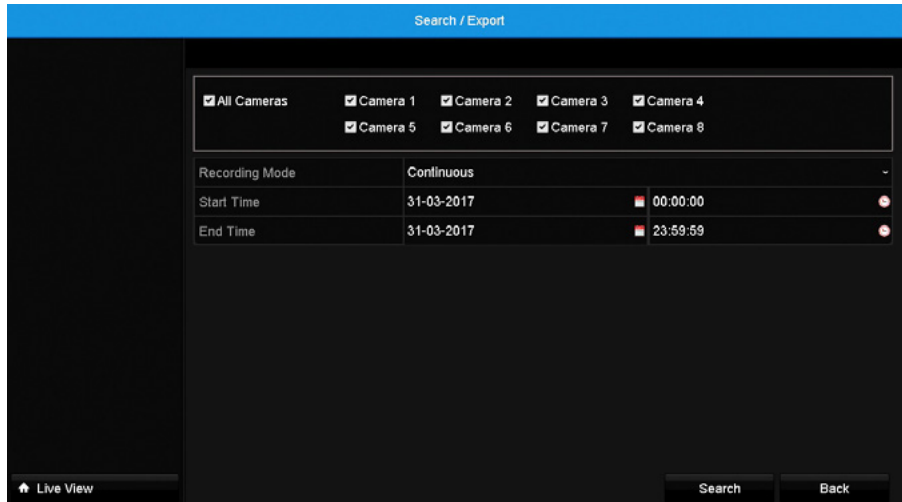 Search / Export
All Cameras Camera 1 Camera 2 Camera 3 Camera 4
Camera 5 Camera 6 Camera 7 Camera 8
Recording Mode Continuous
Start Time 31-03-2017 00:00:00
End Time 31-03-2017 23:59:59
Live View Search Back